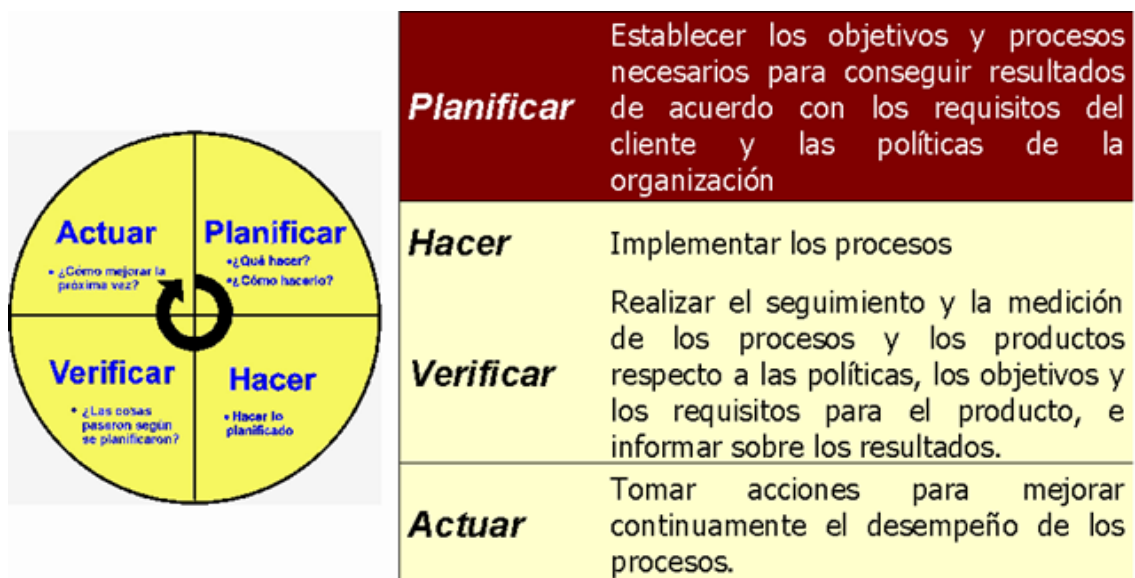 Actuar
• ¿Cómo mejorar la
próxima vez?
Planificar
•¿Qué hacer?
•¿Cómo hacerlo?
Verificar
• ¿Las cosas
pasaron según
se planificaron?
Hacer
• Hacer lo
planificado
Planificar
Establecer los objetivos y procesos
necesarios para conseguir resultados
de acuerdo con los requisitos del
cliente y las políticas de la
organización
Hacer
Implementar los procesos
Verificar
Realizar el seguimiento y la medición
de los procesos y los productos
respecto a las políticas, los objetivos y
los requisitos para el producto, e
informar sobre los resultados.
Actuar
Tomar acciones para mejorar
continuamente el desempeño de los
procesos.